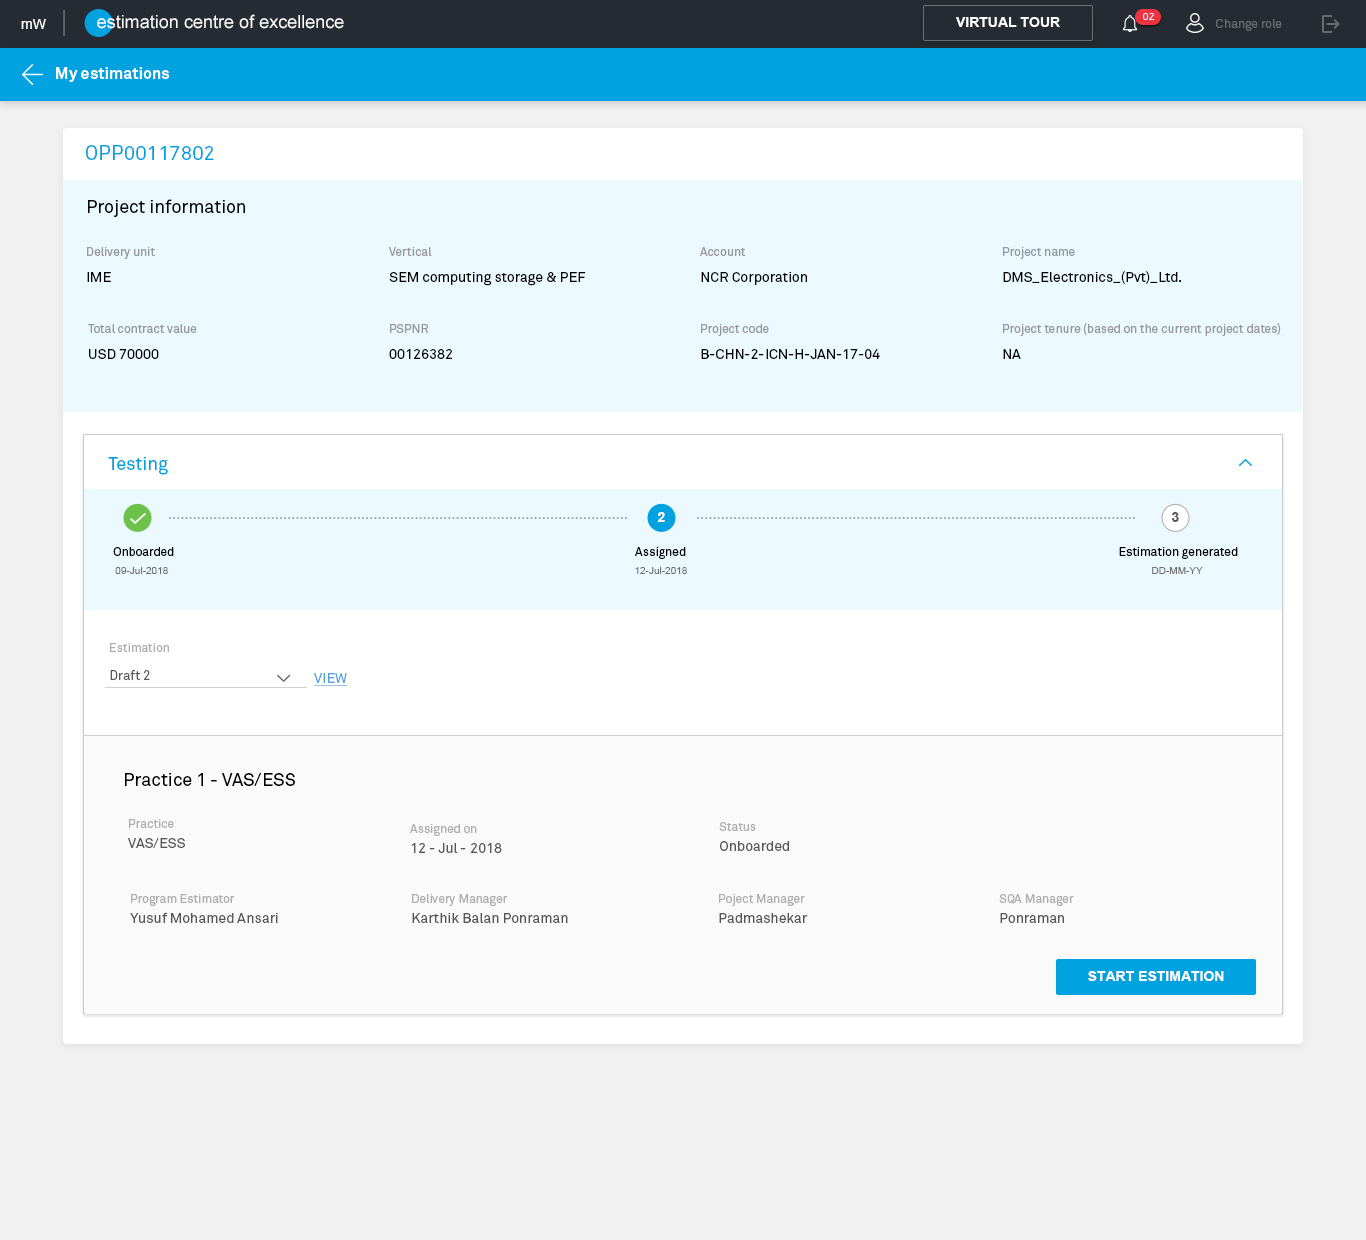 mW
estimation centre of excellence
VIRTUAL TOUR
02
Change role
My estimations
OPP00117802
Project information
Delivery unit
Vertical
Account
Project name
IME
SEM computing storage & PEF
NCR Corporation
DMS_Electronics_(Pvt)_Ltd.
Total contract value
PSPNR
Project code
Project tenure (based on the current project dates)
USD 70000
00126382
B-CHN-2-ICN-H-JAN-17-04
NA
Testing
2
3
Onboarded
Assigned
Estimation generated
09-Jul-2018
12-Jul-2018
DD-MM-YY
Estimation
Draft 2
VIEW
Practice 1 - VAS/ESS
Practice
Assigned on
Status
VAS/ESS
12 - Jul - 2018
Onboarded
Program Estimator
Delivery Manager
Poject Manager
SQA Manager
Yusuf Mohamed Ansari
Karthik Balan Ponraman
Padmashekar
Ponraman
START ESTIMATION